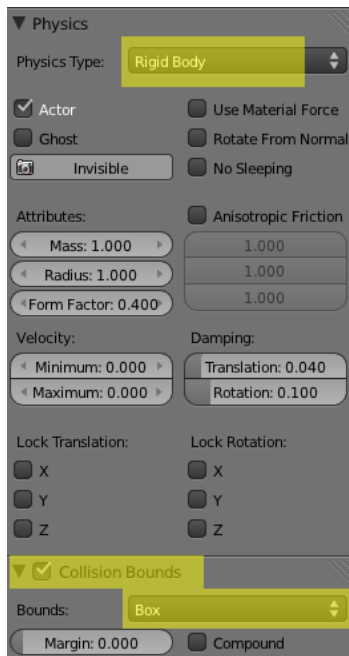 Physics
Physics Type: Rigid Body
Actor Use Material Force
Ghost Rotate From Normal
Invisible No Sleeping
Attributes: Anisotropic Friction
Mass: 1.000 1.000
Radius: 1.000 1.000
Form Factor: 0.400 1.000
Velocity: Damping:
Minimum: 0.000 Translation: 0.040
Maximum: 0.000 Rotation: 0.100
Lock Translation: Lock Rotation:
X X
Y Y
Z Z
Collision Bounds
Bounds: Box
Margin: 0.000 Compound